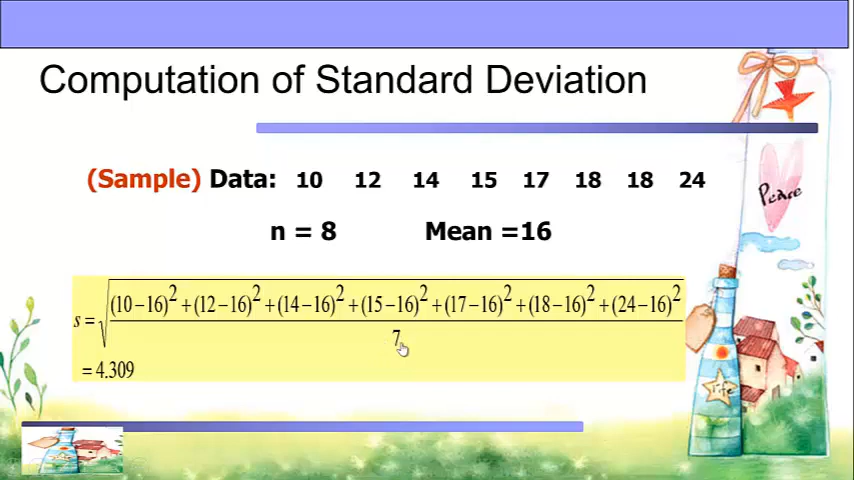 Computation of Standard Deviation
(Sample) Data: 10 12 14 15 17 18 18 24
n = 8 Mean =16
s = √((10−16)² + (12−16)² + (14−16)² + (15−16)² + (17−16)² + (18−16)² + (24−16)² / 7)
= 4.309
Peace
life